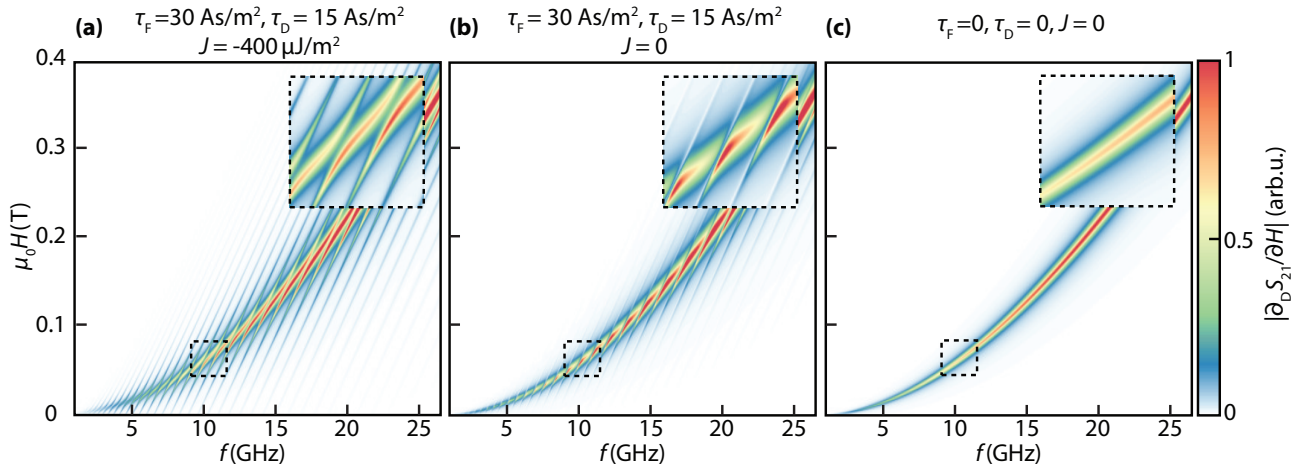 (a) τF =30 As/m², τD = 15 As/m²
J = -400 μJ/m²
(b) τF = 30 As/m², τD = 15 As/m²
J = 0
(c) τF =0, τD = 0, J = 0
μ0H (T)
0.4
0.3
0.2
0.1
0
5 10 15 20 25
f (GHz)
5 10 15 20 25
f (GHz)
5 10 15 20 25
f (GHz)
1
0.5
0
|∂D S21/∂H| (arb.u.)